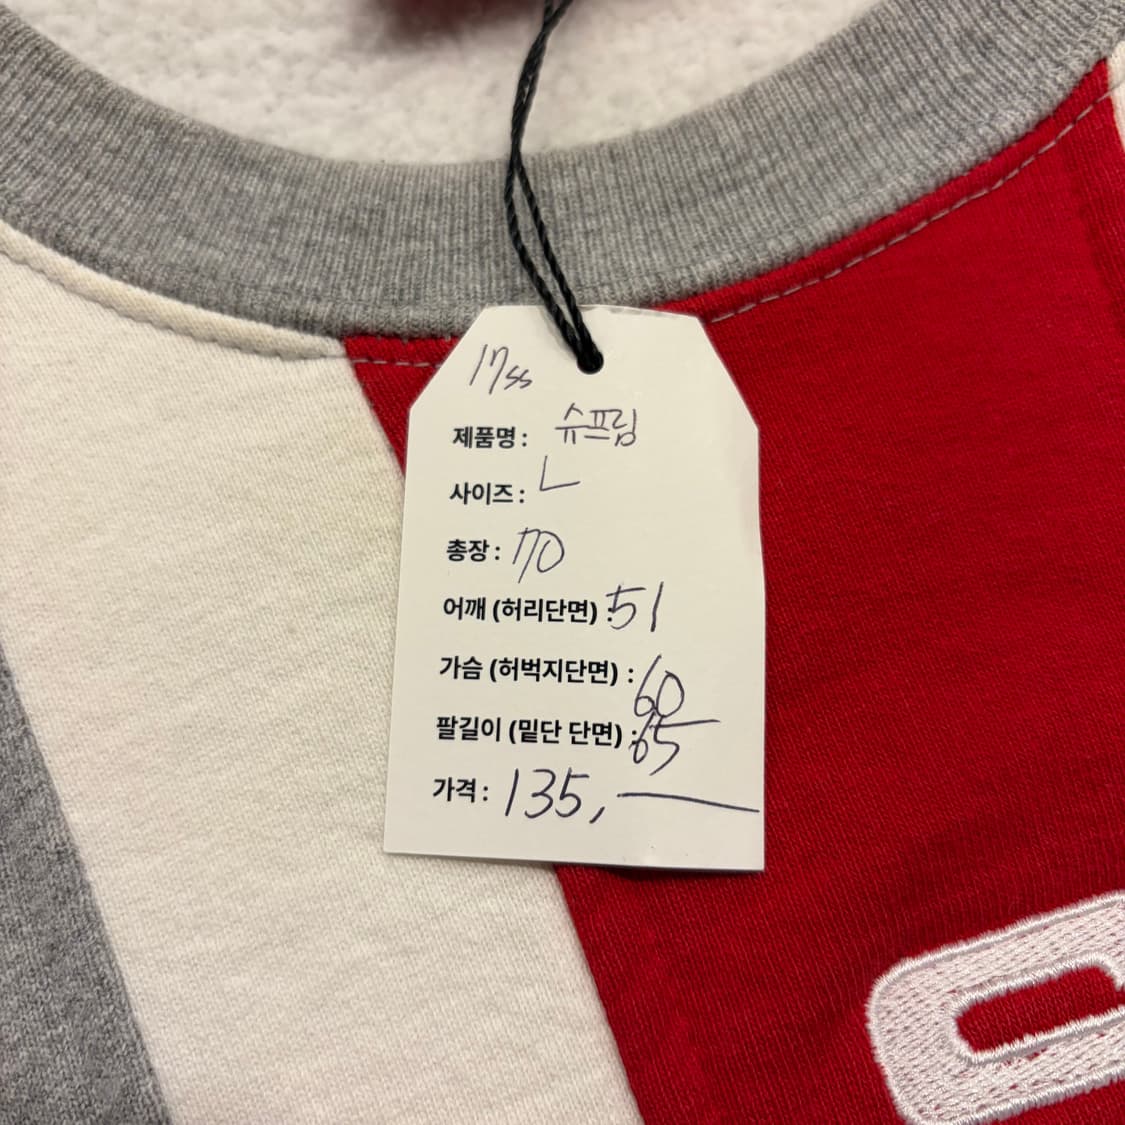 17ss
제품명 : 슈프림
사이즈 : L
총장 : 70
어깨 (허리단면) : 51
가슴 (허벅지단면) : 60
팔길이 (밑단 단면) : 65
가격 : 135,—